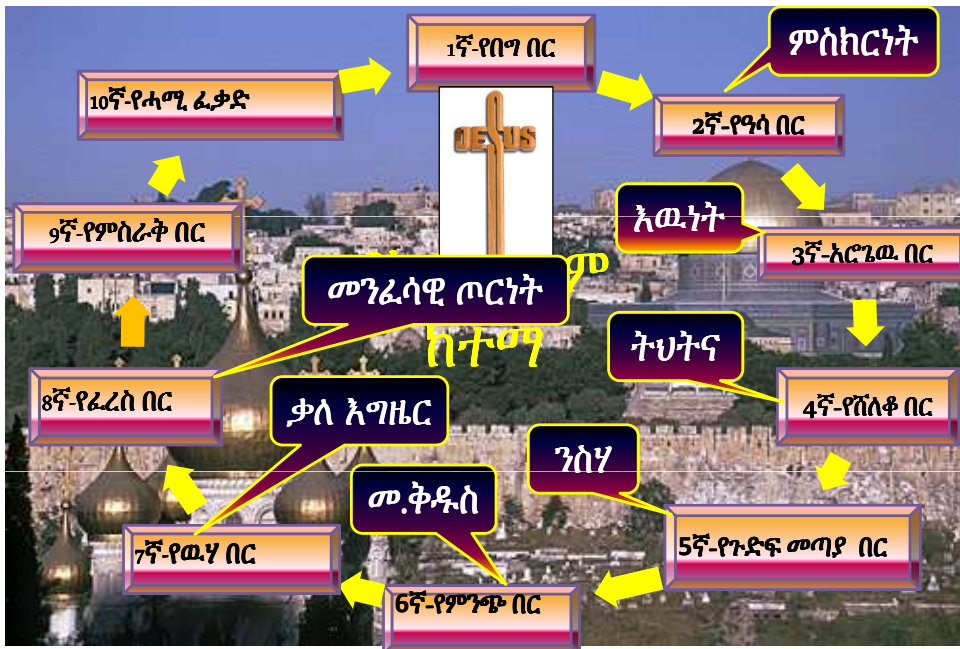 1ኛ-የበግ በር
ምስክርነት
2ኛ-የዓሳ በር
እዉነት
3ኛ-አሮጌዉ በር
ትህትና
4ኛ-የሸለቆ በር
ንስሃ
5ኛ-የጉድፍ መጣያ በር
መ.ቅዱስ
6ኛ-የምንጭ በር
ቃለ እግዜር
7ኛ-የዉሃ በር
መንፈሳዊ ጦርነት
8ኛ-የፈረስ በር
9ኛ-የምስራቅ በር
10ኛ-የሓሚ ፈቃድ
JESUS
ከተማ